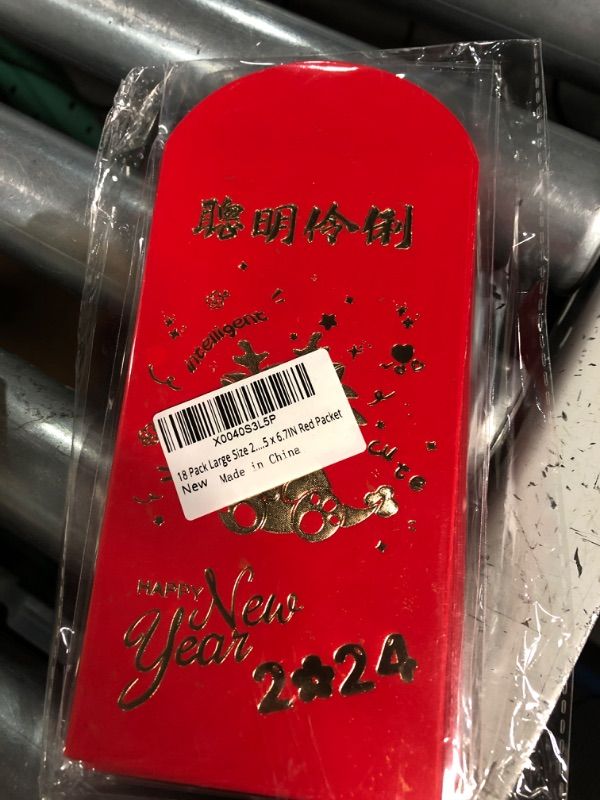 聰明伶俐
intelligent
X0040S3L5P
18 Pack Large Size 2....5 x 6.7IN Red Packet
New Made in China
cute
HAPPY New
Year
2024